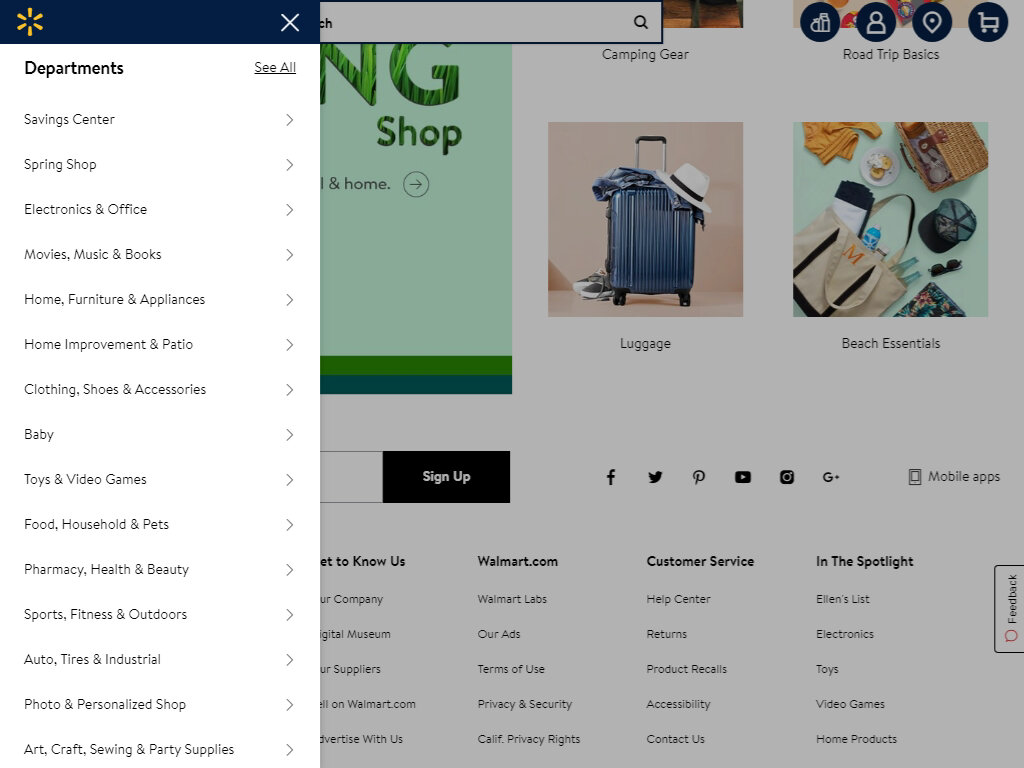 Departments
See All
Savings Center
Spring Shop
Electronics & Office
Movies, Music & Books
Home, Furniture & Appliances
Home Improvement & Patio
Clothing, Shoes & Accessories
Baby
Toys & Video Games
Food, Household & Pets
Pharmacy, Health & Beauty
Sports, Fitness & Outdoors
Auto, Tires & Industrial
Photo & Personalized Shop
Art, Craft, Sewing & Party Supplies
ch
NG
Shop
l & home.
Camping Gear
Road Trip Basics
M
Luggage
Beach Essentials
Sign Up
Mobile apps
et to Know Us
ur Company
igital Museum
ur Suppliers
ell on Walmart.com
dvertise With Us
Walmart.com
Walmart Labs
Our Ads
Terms of Use
Privacy & Security
Calif. Privacy Rights
Customer Service
Help Center
Returns
Product Recalls
Accessibility
Contact Us
In The Spotlight
Ellen's List
Electronics
Toys
Video Games
Home Products
Feedback